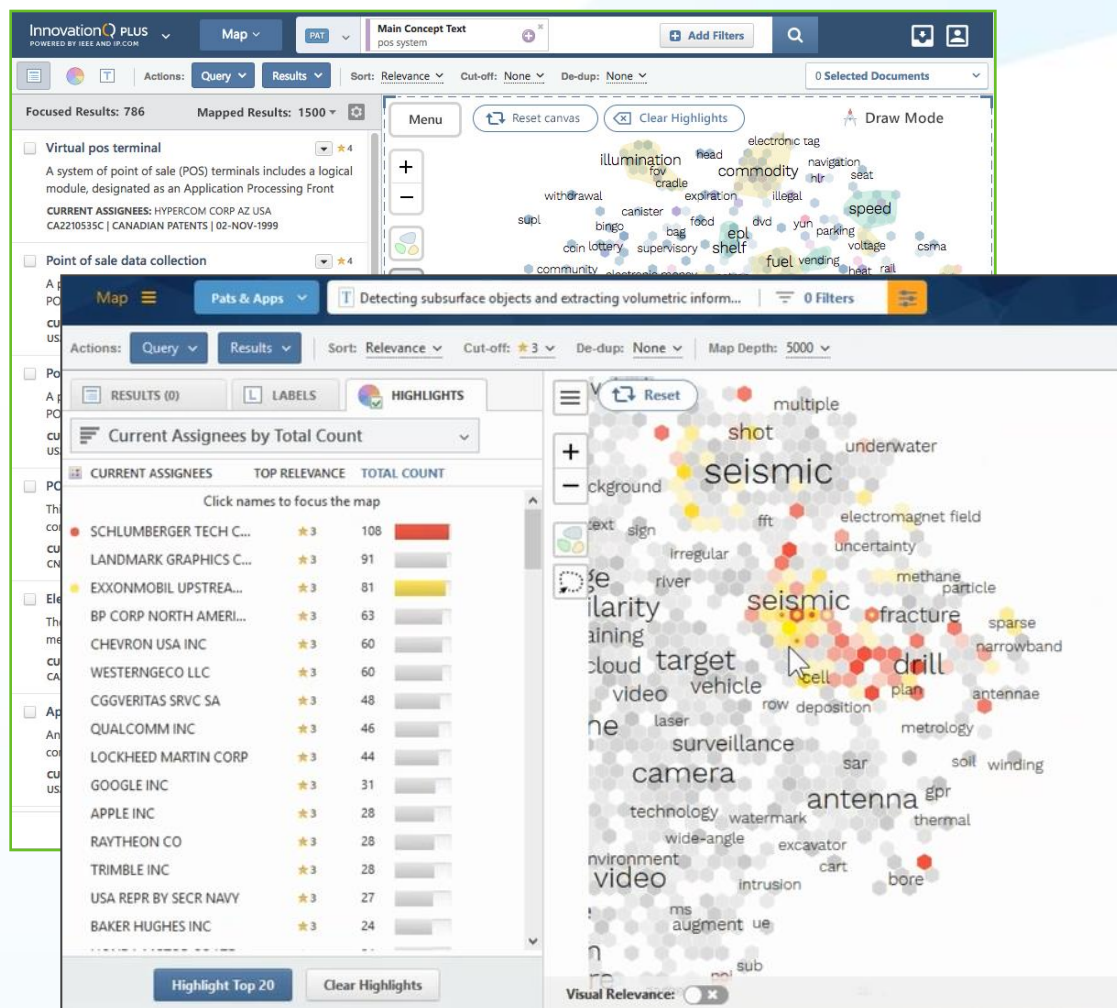 InnovationQ PLUS
POWERED BY IEEE AND IP.COM
Map
PAT
Main Concept Text
pos system
Add Filters
Actions: Query Results Sort: Relevance Cut-off: None De-dup: None
0 Selected Documents
Focused Results: 786 Mapped Results: 1500
Virtual pos terminal 4
A system of point of sale (POS) terminals includes a logical
module, designated as an Application Processing Front
CURRENT ASSIGNEES: HYPERCOM CORP AZ USA
CA2210535C | CANADIAN PATENTS | 02-NOV-1999
Point of sale data collection 4
Menu
Reset canvas
Clear Highlights
Draw Mode
+
−
electronic tag
illumination head
fov commodity navigation
cradle hlr seat
withdrawal expiration illegal
canister speed
supl bingo food dvd yun parking
bag epl
coin lottery supervisory shelf voltage csma
fuel vending
community heat rail
Map
Pats & Apps
T Detecting subsurface objects and extracting volumetric inform...
0 Filters
Actions: Query Results Sort: Relevance Cut-off: 3 De-dup: None Map Depth: 5000
RESULTS (0)
L LABELS
HIGHLIGHTS
Current Assignees by Total Count
CURRENT ASSIGNEES TOP RELEVANCE TOTAL COUNT
Click names to focus the map
SCHLUMBERGER TECH C... 3 108
LANDMARK GRAPHICS C... 3 91
EXXONMOBIL UPSTREA... 3 81
BP CORP NORTH AMERI... 3 63
CHEVRON USA INC 3 60
WESTERNGECO LLC 3 60
CGGVERITAS SRVC SA 3 48
QUALCOMM INC 3 46
LOCKHEED MARTIN CORP 3 44
GOOGLE INC 3 31
APPLE INC 3 28
RAYTHEON CO 3 28
TRIMBLE INC 3 28
USA REPR BY SECR NAVY 3 27
BAKER HUGHES INC 3 24
Highlight Top 20
Clear Highlights
Reset
+
−
multiple
shot
underwater
seismic
ckground
fft electromagnet field
text sign
irregular uncertainty
river methane
particle
ilarity seismic
fracture
sparse
aining
narrowband
cloud target drill
cell
video vehicle plan antennae
row deposition
ne laser metrology
surveillance
sar soil winding
camera
antenna gpr
technology watermark thermal
wide-angle
excavator
nvironment cart
video bore
intrusion
ms
augment ue
sub
Visual Relevance: